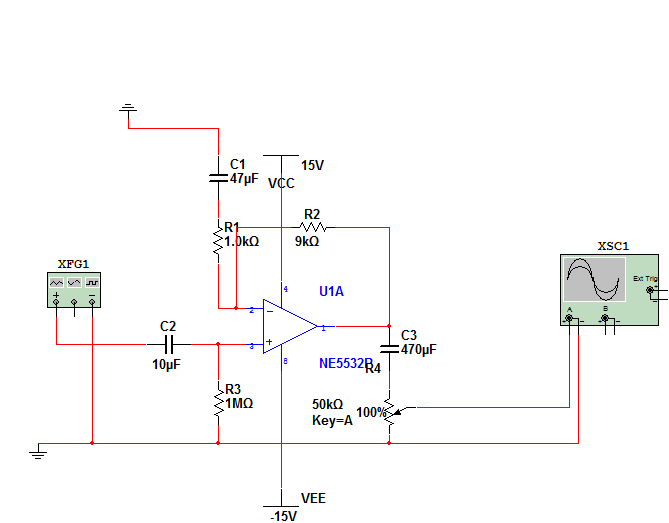 C1
47µF
15V
VCC
R1
1.0kΩ
R2
9kΩ
XFG1
XSC1
Ext Trig
A
B
U1A
4
2
1
3
8
NE5532P
C2
10µF
C3
470µF
R4
R3
1MΩ
50kΩ
100%
Key=A
VEE
-15V